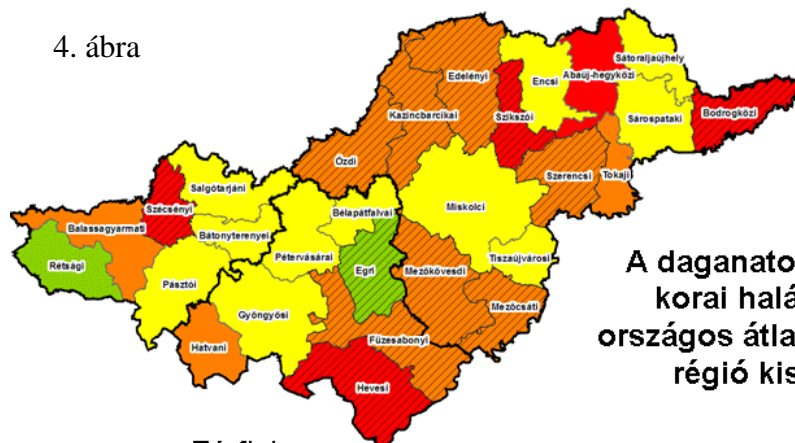 4. ábra
Sátoraljaújhely
Edelényi
Encsi
Abaúj-hegyközi
Kazincbarcikai
Szikszói
Sárospataki
Bodrogközi
Ózdi
Szerencsi
Tokaji
Salgótarjáni
Szécsényi
Miskolci
Balassagyarmati
Bélapátfalvai
Bátonyterenyei
Rétsági
Pétervásárai
Egri
Tiszaújvárosi
Mezőkövesdi
Pásztói
Mezőcsáti
Gyöngyösi
Füzesabonyi
Hatvani
Hevesi
A daganato
korai halá
országos átla
régió kis